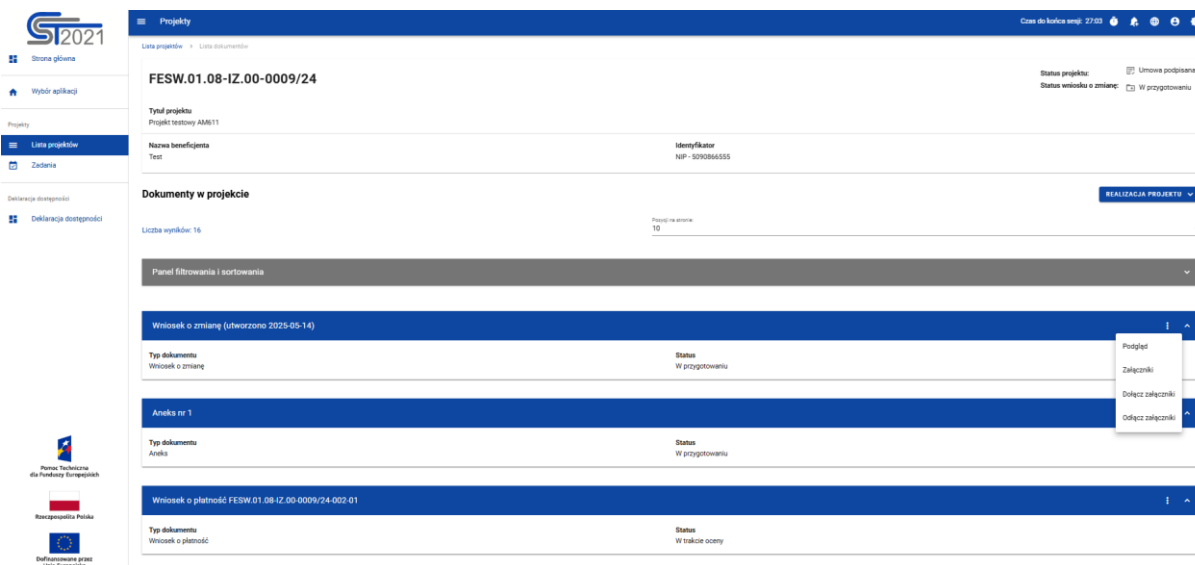 CST2021
Strona główna
Wybór aplikacji
Projekty
Lista projektów
Zadania
Deklaracja dostępności
Deklaracja dostępności
Pomoc Techniczna
dla Funduszy Europejskich
Rzeczpospolita Polska
Dofinansowane przez
Projekty
Czas do końca sesji: 27:03
Lista projektów
Lista dokumentów
FESW.01.08-IZ.00-0009/24
Status projektu: Umowa podpisana
Status wniosku o zmianę: W przygotowaniu
Tytuł projektu
Projekt testowy AM611
Nazwa beneficjenta Identyfikator
Test NIP - 5090866555
Dokumenty w projekcie
REALIZACJA PROJEKTU
Liczba wyników: 16
Pozycji na stronie
10
Panel filtrowania i sortowania
Wniosek o zmianę (utworzono 2025-05-14)
Typ dokumentu Status
Wniosek o zmianę W przygotowaniu
Podgląd
Załączniki
Dołącz załączniki
Odłącz załączniki
Aneks nr 1
Typ dokumentu Status
Aneks W przygotowaniu
Wniosek o płatność FESW.01.08-IZ.00-0009/24-002-01
Typ dokumentu Status
Wniosek o płatność W trakcie oceny